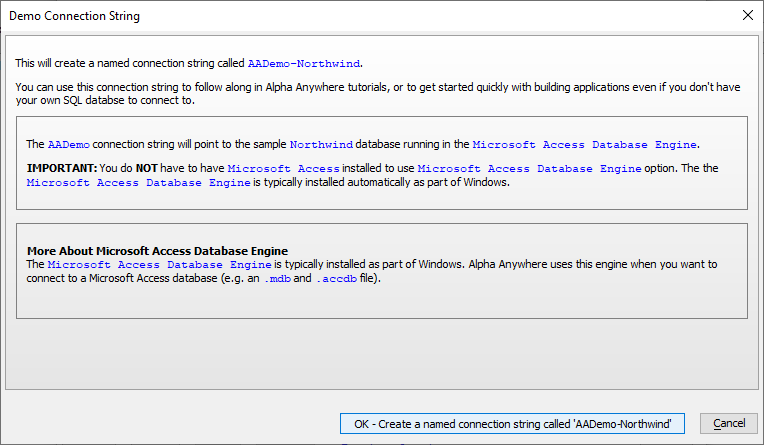 Demo Connection String
This will create a named connection string called AADemo-Northwind.
You can use this connection string to follow along in Alpha Anywhere tutorials, or to get started quickly with building applications even if you don't have
your own SQL databse to connect to.
The AADemo connection string will point to the sample Northwind database running in the Microsoft Access Database Engine.
IMPORTANT: You do NOT have to have Microsoft Access installed to use Microsoft Access Database Engine option. The the
Microsoft Access Database Engine is typically installed automatically as part of Windows.
More About Microsoft Access Database Engine
The Microsoft Access Database Engine is typically installed as part of Windows. Alpha Anywhere uses this engine when you want to
connect to a Microsoft Access database (e.g. an .mdb and .accdb file).
OK - Create a named connection string called 'AADemo-Northwind'
Cancel